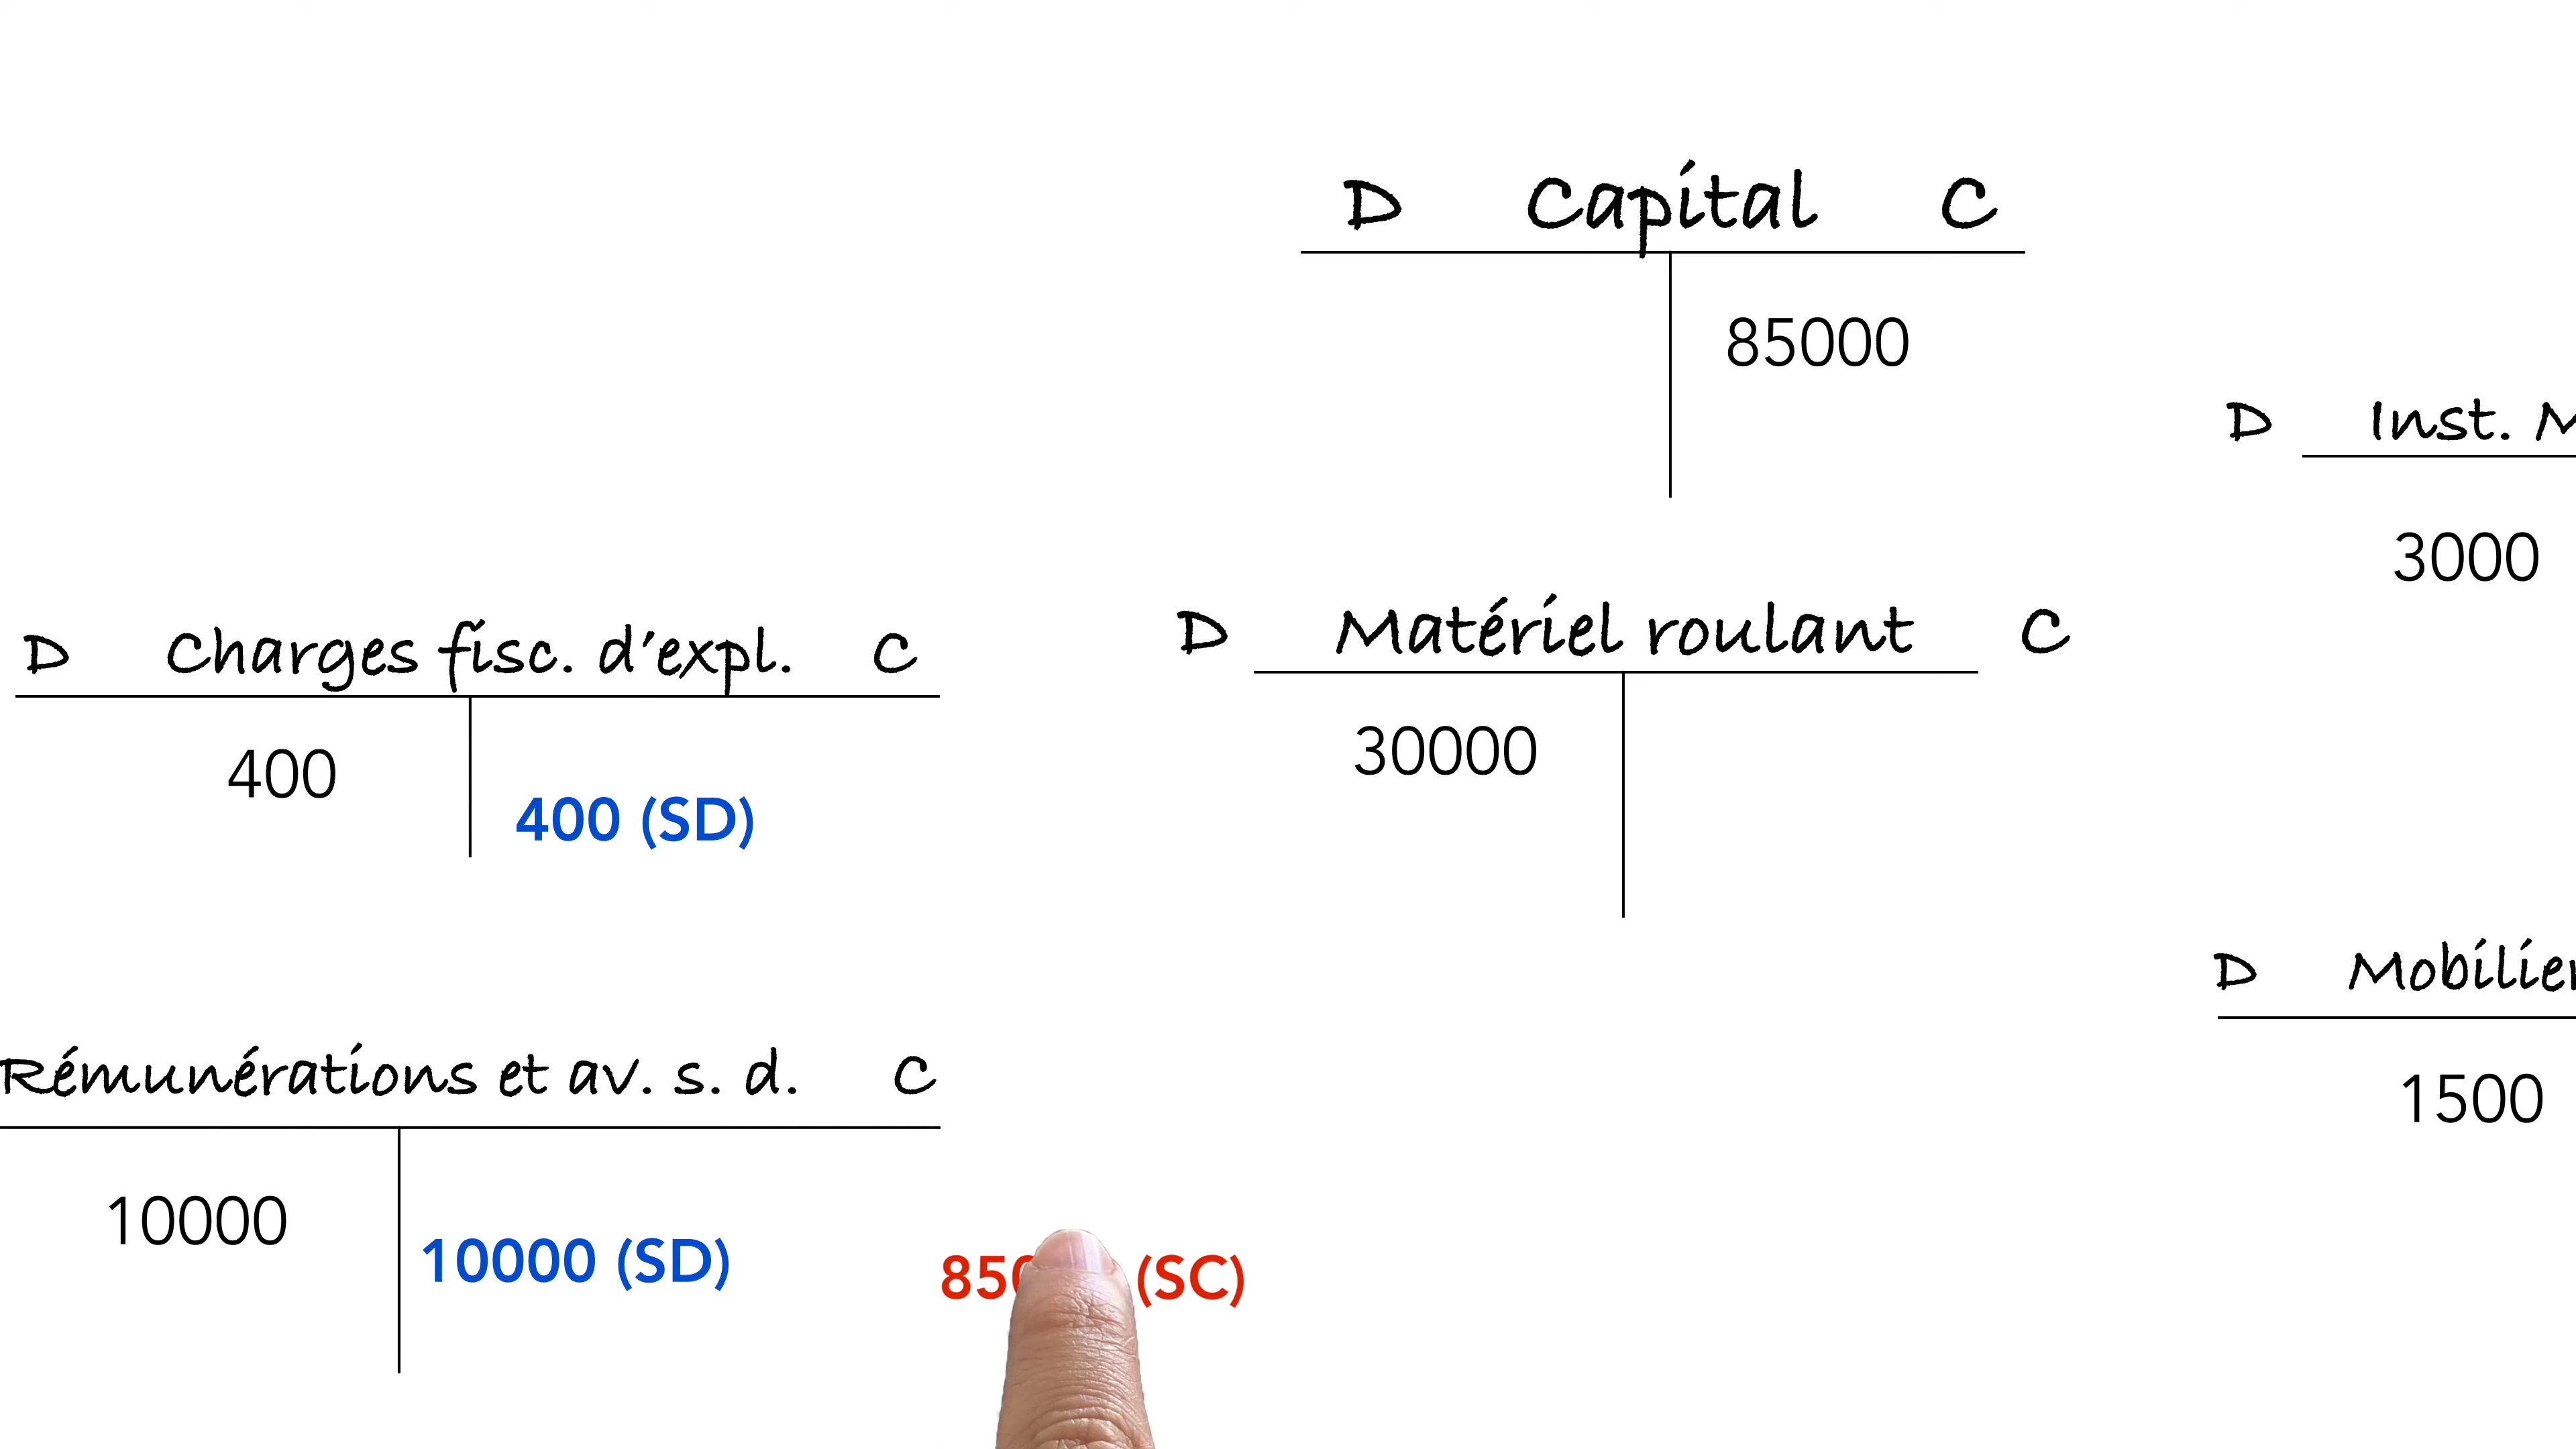 D Capital C
85000
D Inst.
3000
D Charges fisc. d'expl. C
400
400 (SD)
D Matériel roulant C
30000
D Mobilier
1500
Rémunérations et av. s. d. C
10000
10000 (SD)
(SC)